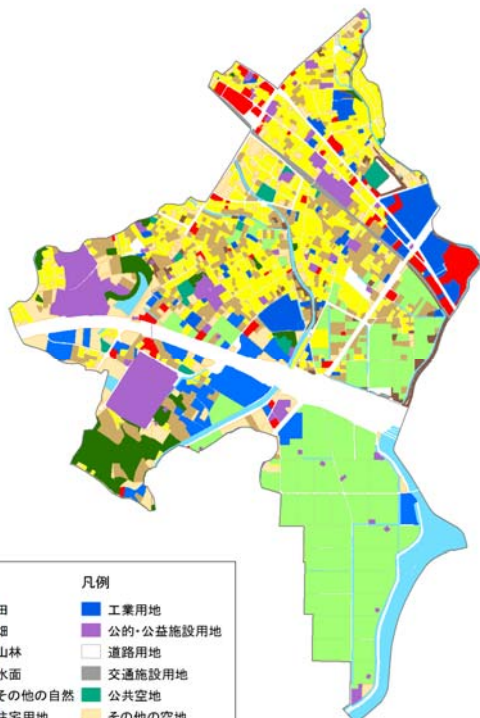 凡例
田
工業用地
畑
公的・公益施設用地
山林
道路用地
水面
交通施設用地
その他の自然
公共空地
住宅用地
その他の空地